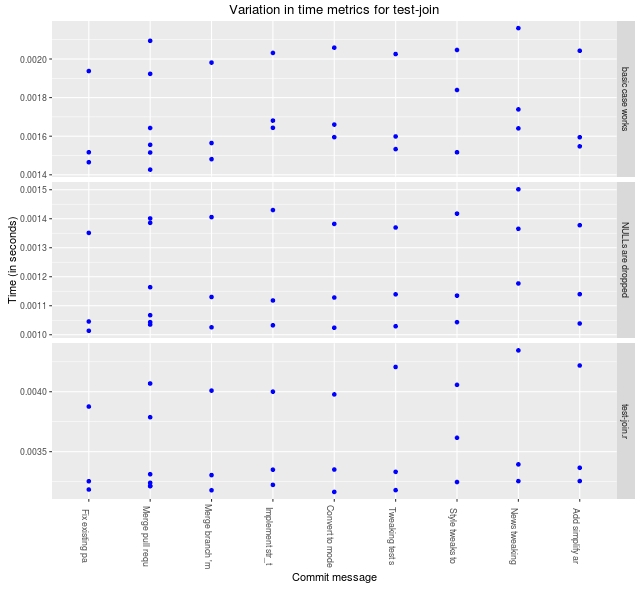 Variation in time metrics for test-join
0.0020
0.0018
0.0016
0.0014
basic case works
0.0015
0.0014
0.0013
0.0012
0.0011
0.0010
NULLs are dropped
0.0040
0.0035
test-join.r
Time (in seconds)
Fix existing pa
Merge pull requ
Merge branch 'm
Implement str_t
Convert to mode
Tweaking tests
Style tweaks to
News tweaking
Add simplify ar
Commit message